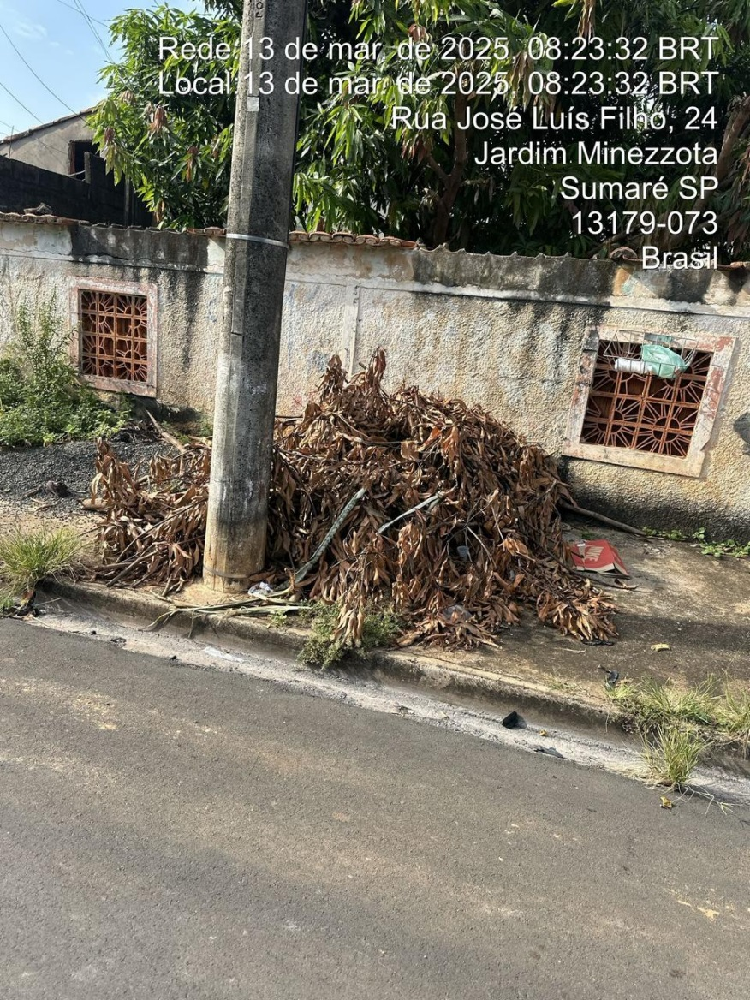 Rede:13 de mar. de 2025, 08:23:32 BRT
Local:13 de mar. de 2025, 08:23:32 BRT
Rua José Luís Filho, 24
Jardim Minezzota
Sumaré SP
13179-073
Brasil